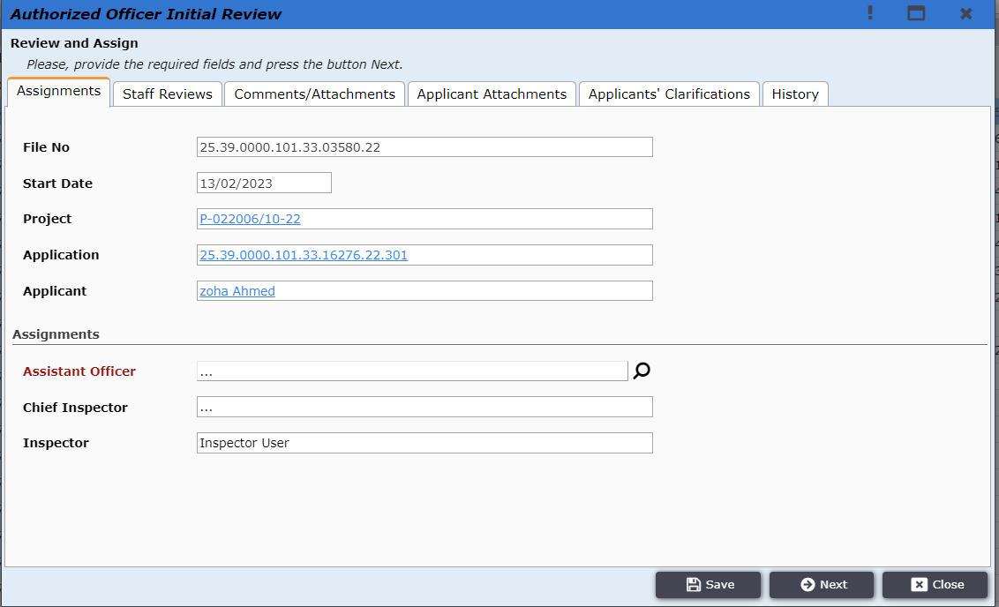 Authorized Officer Initial Review
Review and Assign
Please, provide the required fields and press the button Next.
Assignments Staff Reviews Comments/Attachments Applicant Attachments Applicants' Clarifications History
File No 25.39.0000.101.33.03580.22
Start Date 13/02/2023
Project P-022006/10-22
Application 25.39.0000.101.33.16276.22.301
Applicant zoha Ahmed
Assignments
Assistant Officer ...
Chief Inspector ...
Inspector Inspector User
Save Next Close